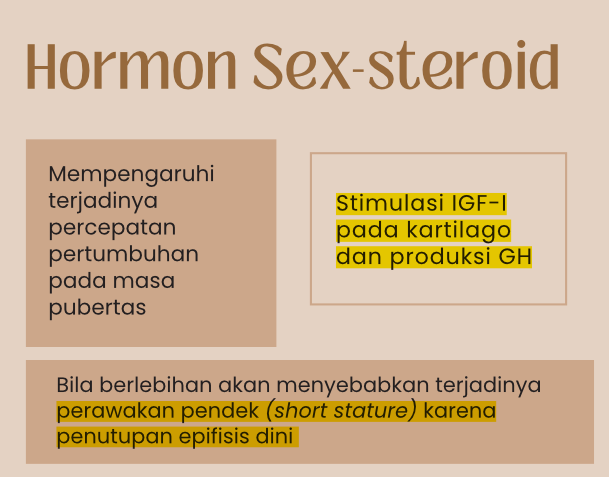 Hormon Sex-steroid
Mempengaruhi
terjadinya
percepatan
pertumbuhan
pada masa
pubertas
Stimulasi IGF-I
pada kartilago
dan produksi GH
Bila berlebihan akan menyebabkan terjadinya
perawakan pendek (short stature) karena
penutupan epifisis dini